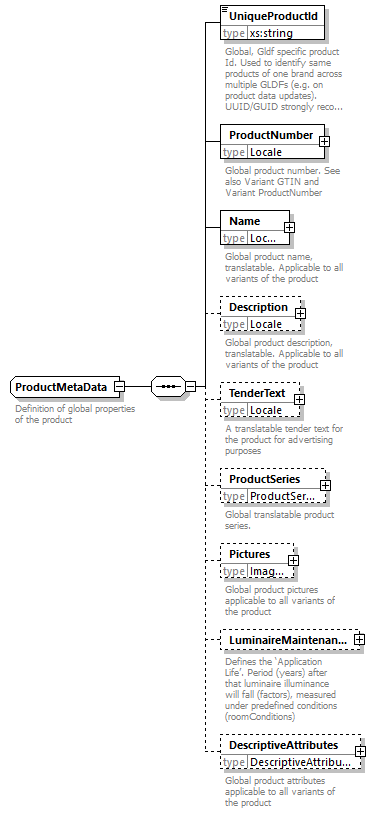 UniqueProductId
type xs:string
Global, Gldf specific product
Id. Used to identify same
products of one brand across
multiple GLDFs (e.g. on
product data updates).
UUID/GUID strongly reco...
ProductNumber
type Locale
Global product number. See
also Variant GTIN and
Variant ProductNumber
Name
type Loc...
Global product name,
translatable. Applicable to all
variants of the product
Description
type Locale
Global product description,
translatable. Applicable to all
variants of the product
ProductMetaData
Definition of global properties
of the product
TenderText
type Locale
A translatable tender text for
the product for advertising
purposes
ProductSeries
type ProductSer...
Global translatable product
series.
Pictures
type Imag...
Global product pictures
applicable to all variants of
the product
LuminaireMaintenan...
Defines the 'Application
Life'. Period (years) after
that luminaire illuminance
will fall (factors), measured
under predefined conditions
(roomConditions)
DescriptiveAttributes
type DescriptiveAttribu...
Global product attributes
applicable to all variants of
the product